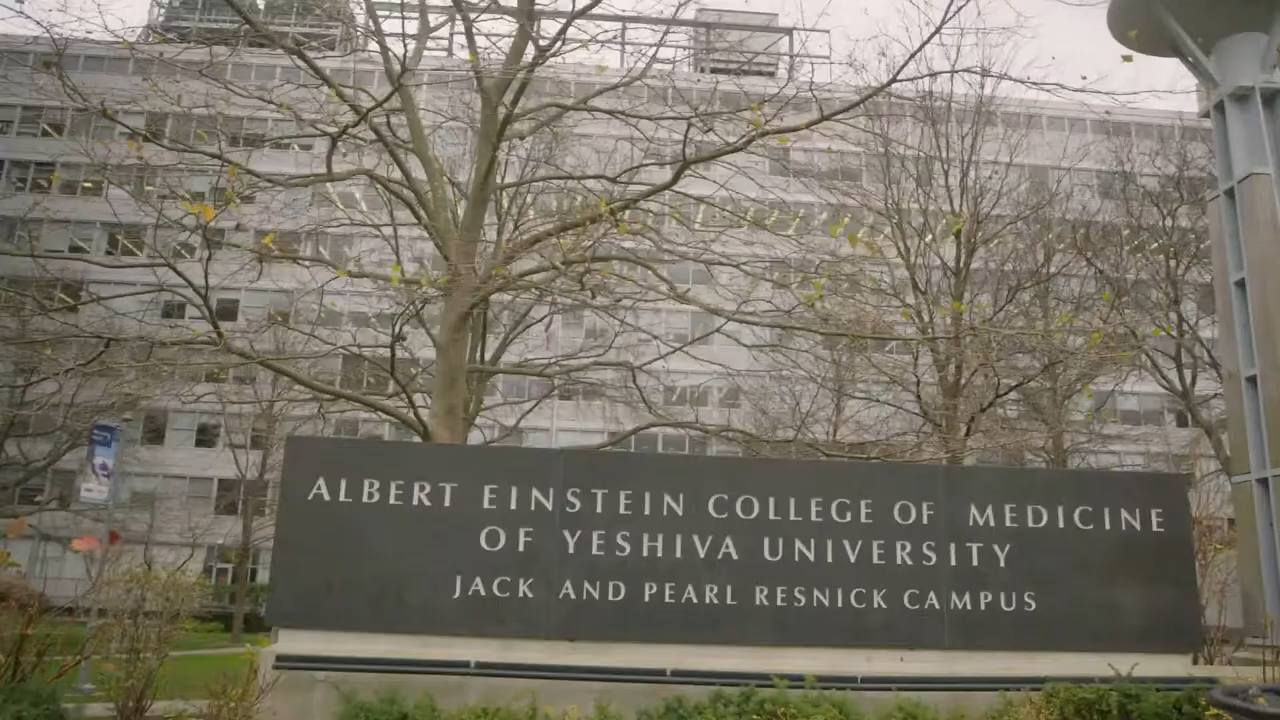 ALBERT EINSTEIN COLLEGE OF MEDICINE
OF YESHIVA UNIVERSITY
JACK AND PEARL RESNICK CAMPUS